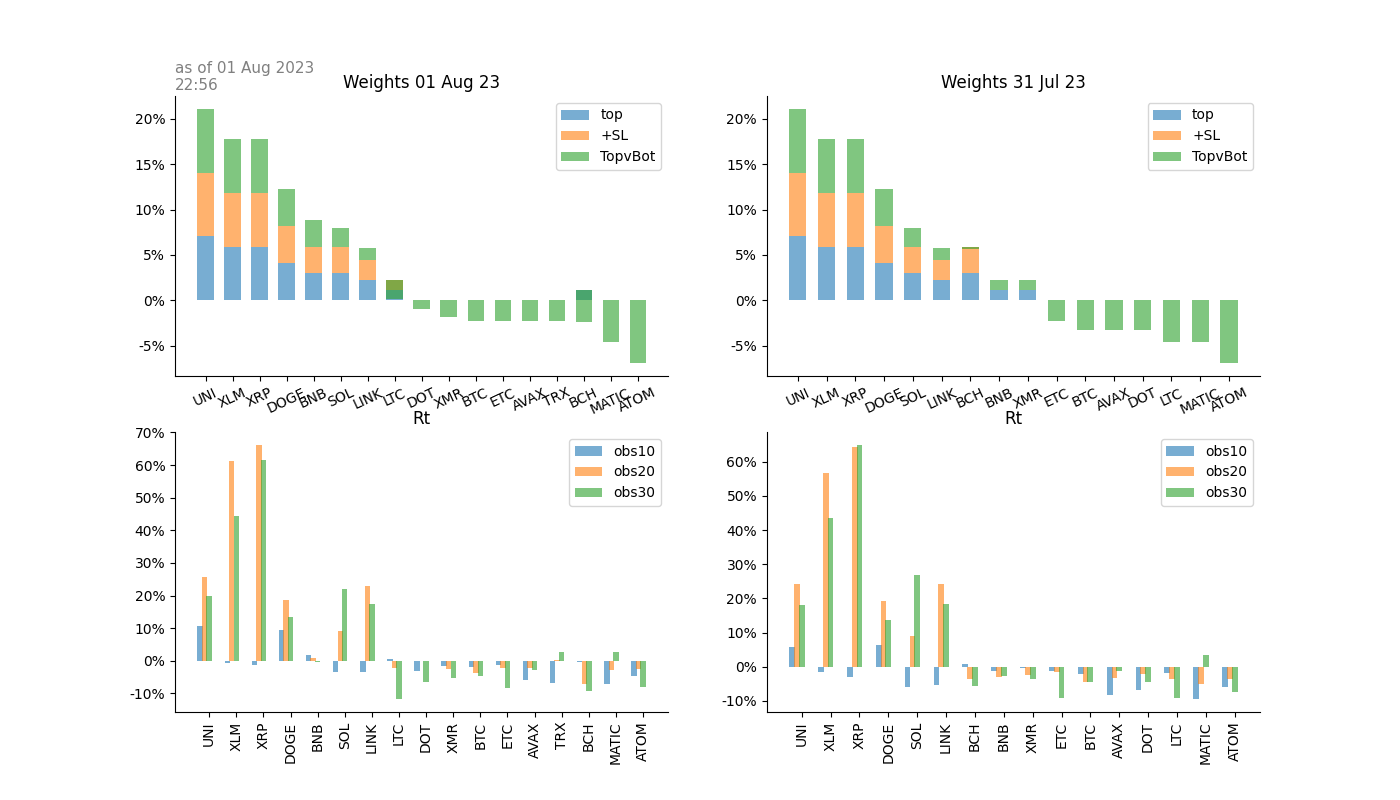 as of 01 Aug 2023
22:56
Weights 01 Aug 23
20%
15%
10%
5%
0%
-5%
top
+SL
TopvBot
UNI XLM XRP DOGE BNB SOL LINK LTC DOT XMR BTC ETC AVAX TRX BCH MATIC ATOM
Weights 31 Jul 23
20%
15%
10%
5%
0%
-5%
top
+SL
TopvBot
UNI XLM XRP DOGE SOL LINK BCH BNB XMR ETC BTC AVAX DOT LTC MATIC ATOM
Rt
70%
60%
50%
40%
30%
20%
10%
0%
-10%
obs10
obs20
obs30
UNI XLM XRP DOGE BNB SOL LINK LTC DOT XMR BTC ETC AVAX TRX BCH MATIC ATOM
Rt
60%
50%
40%
30%
20%
10%
0%
-10%
obs10
obs20
obs30
UNI XLM XRP DOGE SOL LINK BCH BNB XMR ETC BTC AVAX DOT LTC MATIC ATOM